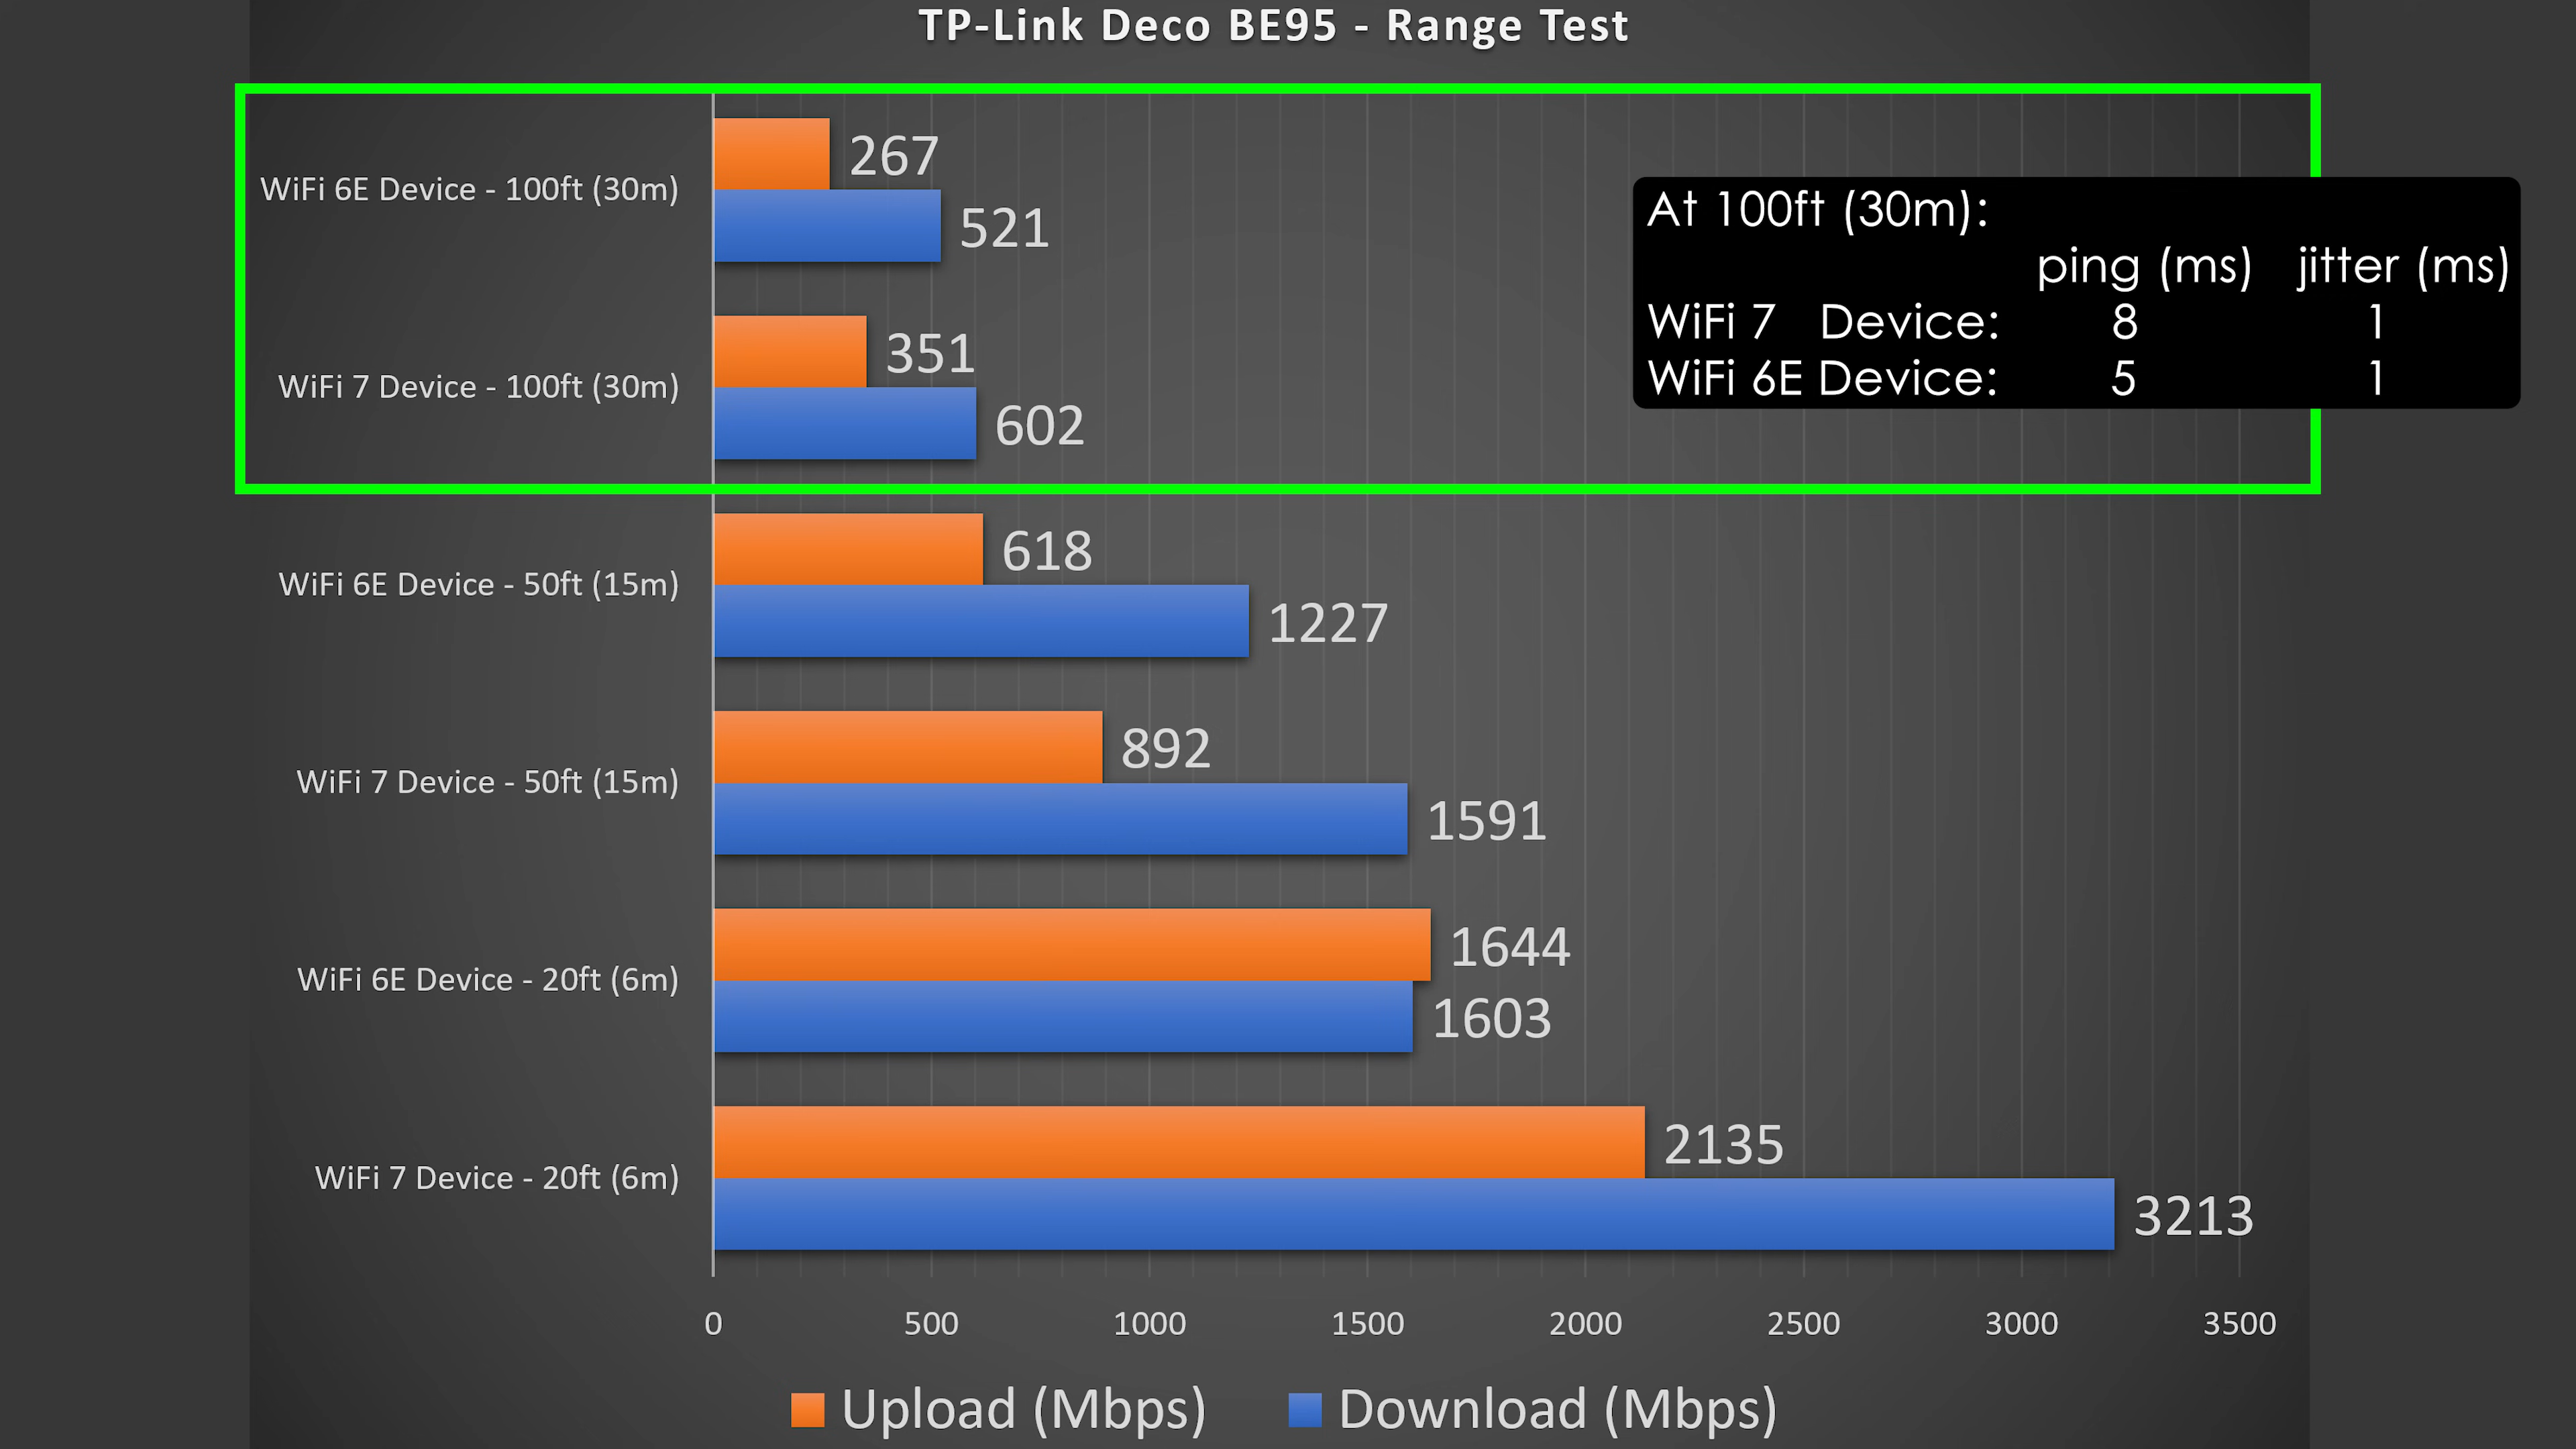 TP-Link Deco BE95 - Range Test
WiFi 6E Device - 100ft (30m)
267
521
WiFi 7 Device - 100ft (30m)
351
602
At 100ft (30m):
ping (ms) jitter (ms)
WiFi 7 Device: 8 1
WiFi 6E Device: 5 1
WiFi 6E Device - 50ft (15m)
618
1227
WiFi 7 Device - 50ft (15m)
892
1591
WiFi 6E Device - 20ft (6m)
1644
1603
WiFi 7 Device - 20ft (6m)
2135
3213
0 500 1000 1500 2000 2500 3000 3500
Upload (Mbps) Download (Mbps)